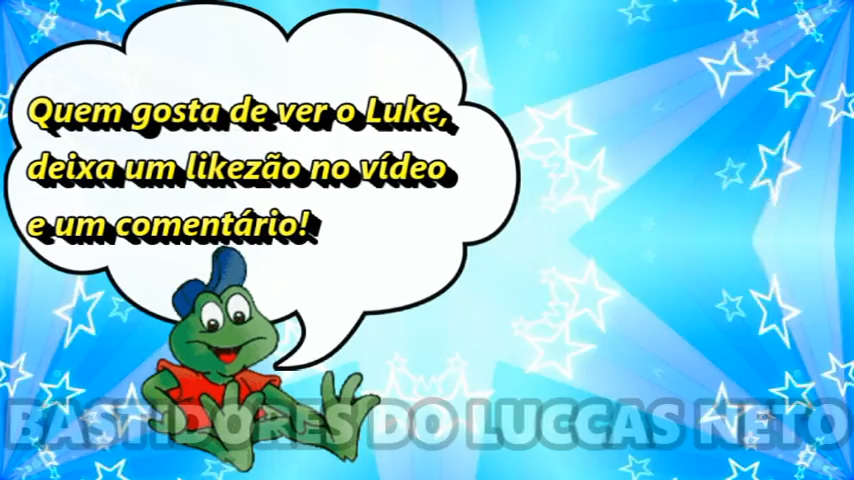 Quem gosta de ver o Luke,
deixa um likezão no vídeo
e um comentário!
BASTIDORES DO LUCCAS NETO